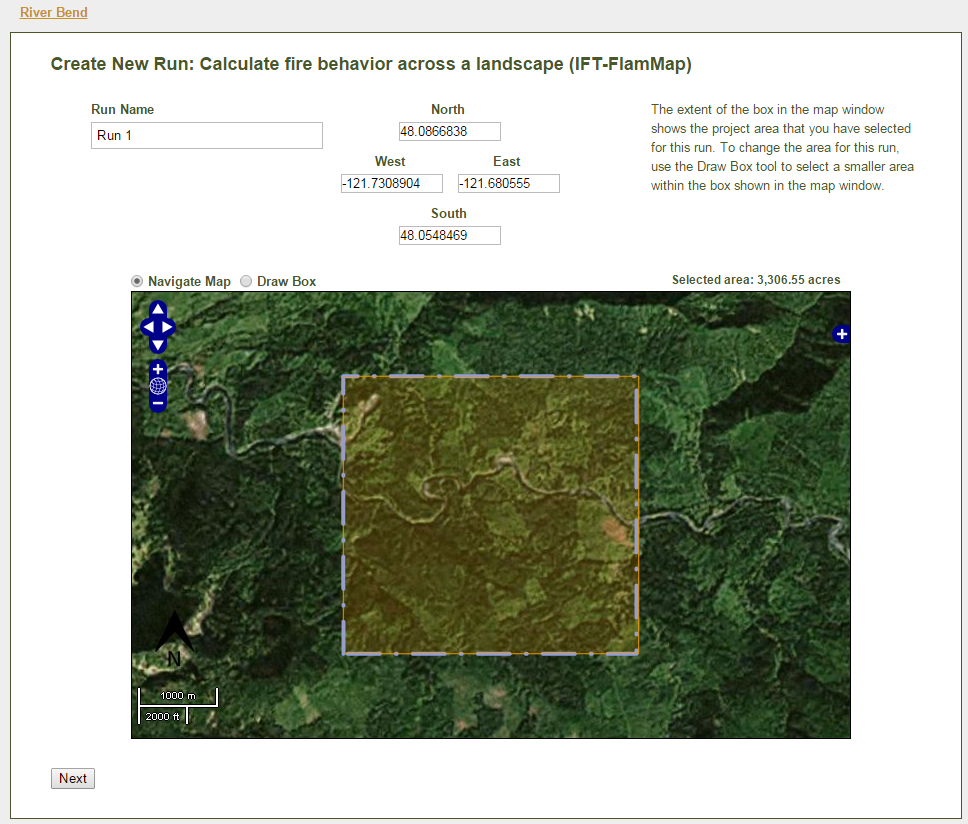 River Bend
Create New Run: Calculate fire behavior across a landscape (IFT-FlamMap)
Run Name
Run 1
North
48.0866838
West East
-121.7308904 -121.680555
South
48.0548469
The extent of the box in the map window
shows the project area that you have selected
for this run. To change the area for this run,
use the Draw Box tool to select a smaller area
within the box shown in the map window.
Navigate Map Draw Box
Selected area: 3,306.55 acres
N
1000 m
2000 ft
Next